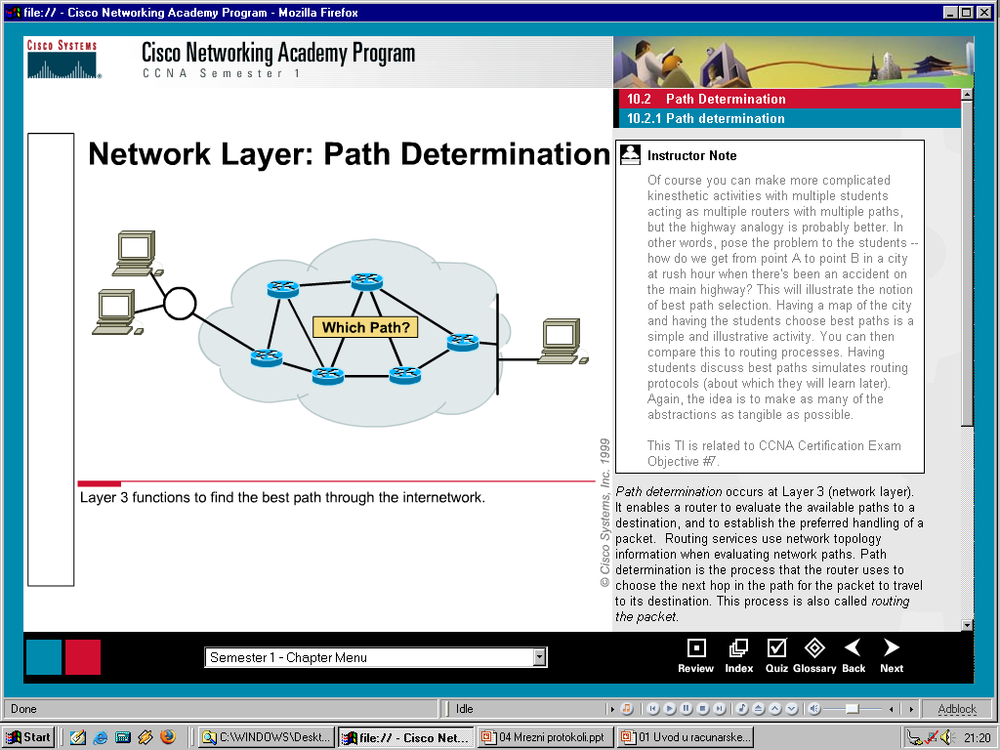 file:// - Cisco Networking Academy Program - Mozilla Firefox
CISCO SYSTEMS
Cisco Networking Academy Program
CCNA Semester 1
10.2 Path Determination
10.2.1 Path determination
Network Layer: Path Determination
Which Path?
Layer 3 functions to find the best path through the internetwork.
© Cisco Systems, Inc. 1999
Instructor Note
Of course you can make more complicated
kinesthetic activities with multiple students
acting as multiple routers with multiple paths,
but the highway analogy is probably better. In
other words, pose the problem to the students --
how do we get from point A to point B in a city
at rush hour when there's been an accident on
the main highway? This will illustrate the notion
of best path selection. Having a map of the city
and having the students choose best paths is a
simple and illustrative activity. You can then
compare this to routing processes. Having
students discuss best paths simulates routing
protocols (about which they will learn later).
Again, the idea is to make as many of the
abstractions as tangible as possible.
This TI is related to CCNA Certification Exam
Objective #7.
Path determination occurs at Layer 3 (network layer).
It enables a router to evaluate the available paths to a
destination, and to establish the preferred handling of a
packet. Routing services use network topology
information when evaluating network paths. Path
determination is the process that the router uses to
choose the next hop in the path for the packet to travel
to its destination. This process is also called routing
the packet.
Semester 1 - Chapter Menu
Review Index Quiz Glossary Back Next
Done
Idle
Adblock
Start
C:\WINDOWS\Deskt...
file:// - Cisco Net...
04 Mrezni protokoli.ppt
01 Uvod u racunarske...
21:20